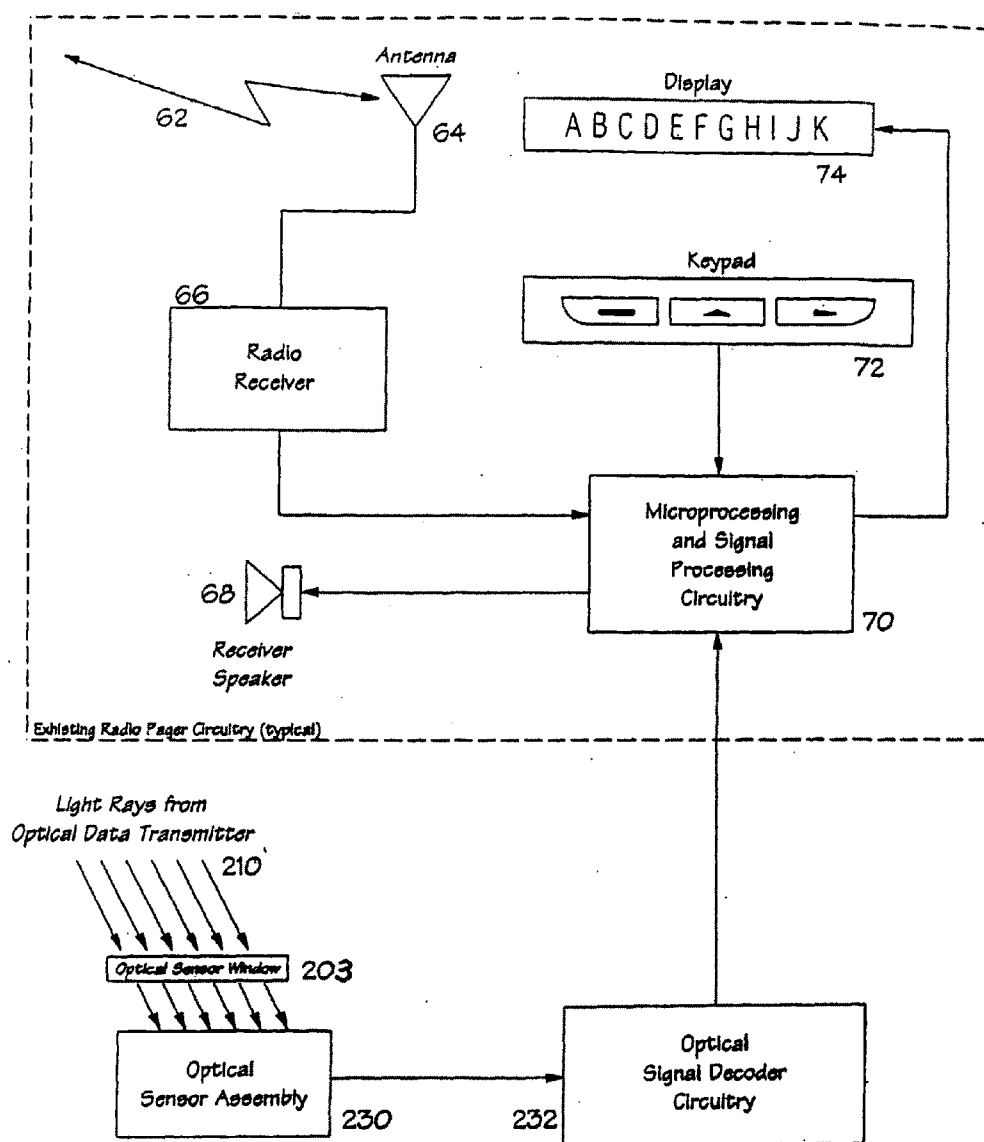 Antenna
62
64
Display
A B C D E F G H I J K
74
66
Radio
Receiver
Keypad
72
Microprocessing
and Signal
Processing
Circuitry
70
68
Receiver
Speaker
Exhisting Radio Pager Circuitry (typical)
Light Rays from
Optical Data Transmitter
210
Optical Sensor Window
203
Optical
Sensor Assembly
230
Optical
Signal Decoder
Circuitry
232